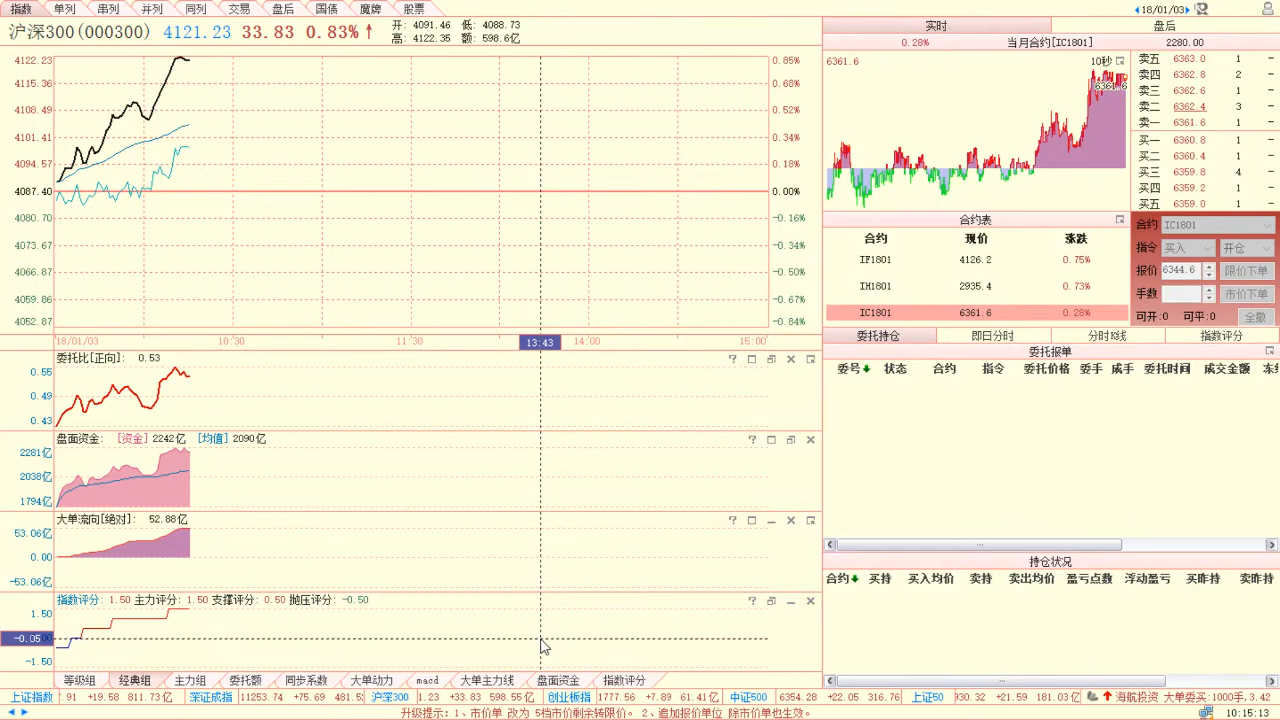 指数 单列 串列 并列 同列 交易 盘后 国债 魔牌 股票
18/01/03
沪深300(000300) 4121.23 33.83 0.83%↑ 开: 4091.46 低: 4088.73
高: 4122.35 额: 598.6亿
实时 盘后
0.28% 当月合约[IC1801] 2280.00
4122.23 0.85%
4115.36 0.68%
4108.49 0.52%
4101.41 0.34%
4094.57 0.18%
4087.40 0.00%
4080.70 -0.16%
4073.67 -0.34%
4066.87 -0.50%
4059.86 -0.67%
4052.87 -0.84%
18/01/03 10:30 11:30 13:43 14:00 15:00
6361.6 10秒
6361.6
卖五 6363.0 1 -
卖四 6362.8 2 -
卖三 6362.6 1 -
卖二 6362.4 3 -
卖一 6361.6 1 -
买一 6360.8 1 -
买二 6360.4 1 -
买三 6359.8 4 -
买四 6359.2 1 -
买五 6359.0 1 -
合约表
合约 现价 涨跌
IF1801 4126.2 0.75%
IH1801 2935.4 0.73%
IC1801 6361.6 0.28%
合约 IC1801
指令 买入 开仓
报价 6344.6 限价下单
手数 市价下单
可开:0 可平:0 全撤
委托持仓 即日分时 分时K线 指数评分
委托报单
委号 状态 合约 指令 委托价格 委手 成手 委托时间 成交金额 冻结
持仓状况
合约 买持 买入均价 卖持 卖出均价 盈亏点数 浮动盈亏 买昨持 卖昨持
委托比[正向]: 0.53
0.55
0.49
0.43
盘面资金: [资金] 2242亿 [均值] 2090亿
2281亿
2038亿
1794亿
大单流向[绝对]: 52.88亿
53.06亿
0.00
-53.06亿
指数评分: 1.50 主力评分: 1.50 支撑评分: 0.50 抛压评分: -0.50
1.50
-0.05
-1.50
等级组 经典组 主力组 委托额 同步系数 大单动力 macd 大单主力线 盘面资金 指数评分
上证指数 .91 +19.58 811.73亿 深证成指 11253.74 +75.69 481.5 沪深300 1.23 +33.83 598.55亿 创业板指 1777.56 +7.89 61.41亿 中证500 6354.28 +22.05 316.76 上证50 930.32 +21.59 181.03亿 海航投资 大单委买:1000手,3.42
升级提示: 1、市价单 改为 5档市价剩余转限价。 2、追加报价单位 除市价单也生效。 10:15:13